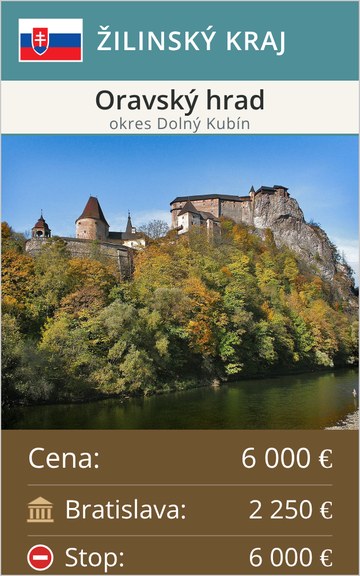 ŽILINSKÝ KRAJ
Oravský hrad
okres Dolný Kubín
Cena: 6 000 €
Bratislava: 2 250 €
Stop: 6 000 €